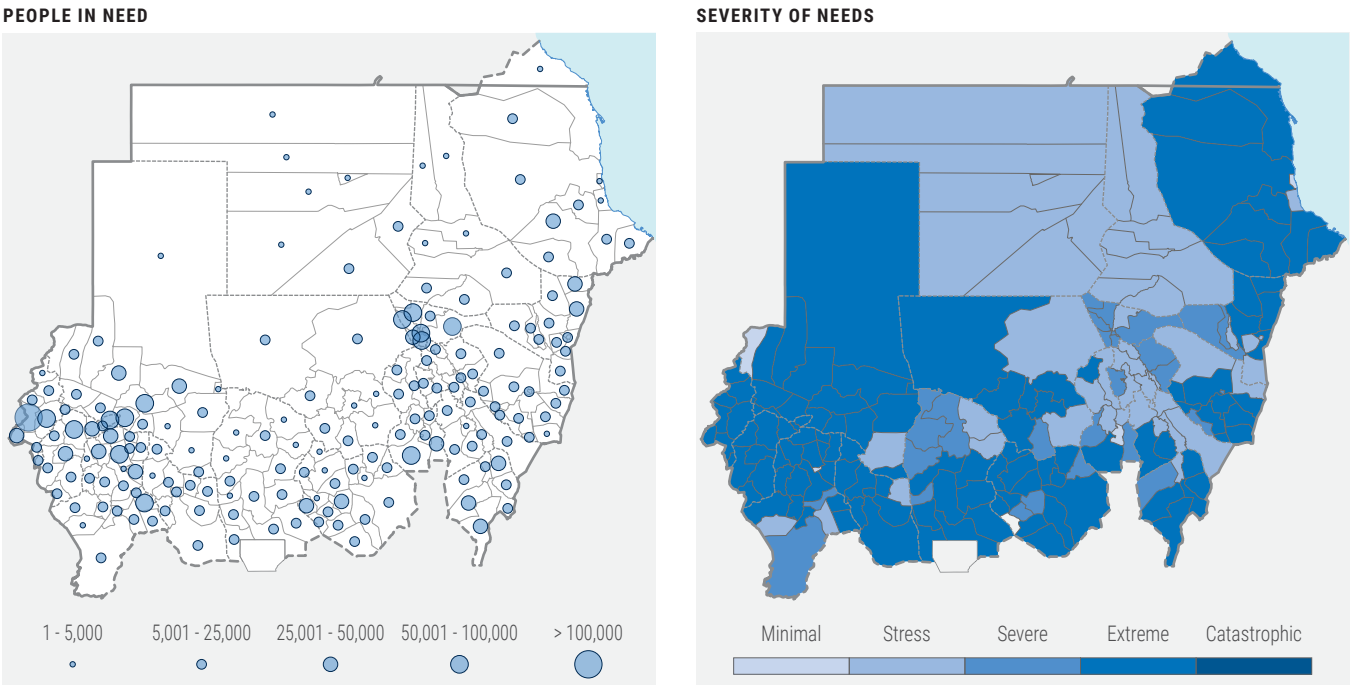 PEOPLE IN NEED
SEVERITY OF NEEDS
1 - 5,000
5,001 - 25,000
25,001 - 50,000
50,001 - 100,000
> 100,000
Minimal
Stress
Severe
Extreme
Catastrophic